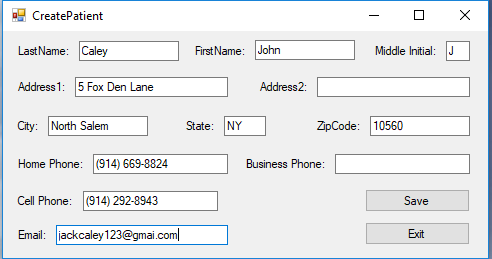 CreatePatient
LastName: Caley FirstName: John Middle Initial: J
Address1: 5 Fox Den Lane Address2:
City: North Salem State: NY ZipCode: 10560
Home Phone: (914) 669-8824 Business Phone:
Cell Phone: (914) 292-8943 Save
Email: jackcaley123@gmai.com Exit